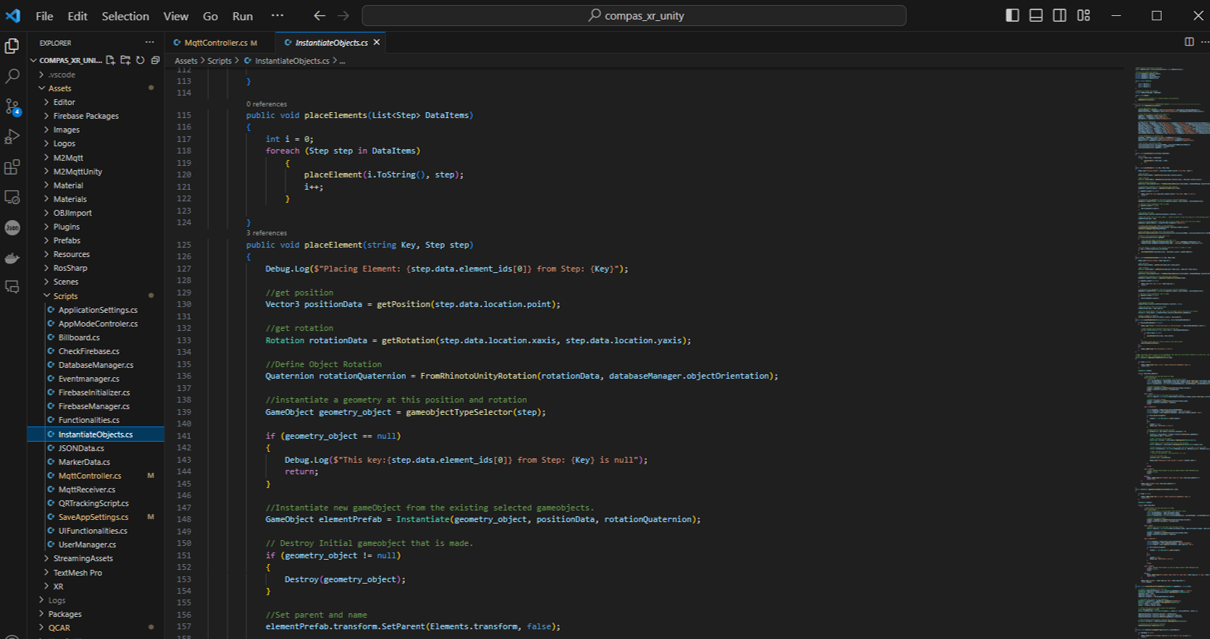 File Edit Selection View Go Run ··· compas_xr_unity
EXPLORER ···
COMPAS_XR_UNI...
.vscode
Assets
Editor
Firebase Packages
Images
Logos
M2Mqtt
M2MqttUnity
Material
Materials
OBJImport
Plugins
Prefabs
Resources
RosSharp
Scenes
Scripts
ApplicationSettings.cs
AppModeControler.cs
Billboard.cs
CheckFirebase.cs
DatabaseManager.cs
Eventmanager.cs
FirebaseInitializer.cs
FirebaseManager.cs
Functionalities.cs
InstantiateObjects.cs
JSONData.cs
MarkerData.cs
MqttController.cs M
MqttReceiver.cs
QRTrackingScript.cs
SaveAppSettings.cs M
UIFunctionalities.cs
UserManager.cs
StreamingAssets
TextMesh Pro
XR
Logs
Packages
QCAR
4
Json
MqttController.cs M InstantiateObjects.cs
Assets > Scripts > InstantiateObjects.cs > ...
112
113 }
114
0 references
115 public void placeElements(List<Step> DataItems)
116 {
117 int i = 0;
118 foreach (Step step in DataItems)
119 {
120 placeElement(i.ToString(), step);
121 i++;
122 }
123
124 }
3 references
125 public void placeElement(string Key, Step step)
126 {
127 Debug.Log($"Placing Element: {step.data.element_ids[0]} from Step: {Key}");
128
129 //get position
130 Vector3 positionData = getPosition(step.data.location.point);
131
132 //get rotation
133 Rotation rotationData = getRotation(step.data.location.xaxis, step.data.location.yaxis);
134
135 //Define Object Rotation
136 Quaternion rotationQuaternion = FromRhinotoUnityRotation(rotationData, databaseManager.objectOrientation);
137
138 //instantiate a geometry at this position and rotation
139 GameObject geometry_object = gameobjectTypeSelector(step);
140
141 if (geometry_object == null)
142 {
143 Debug.Log($"This key:{step.data.element_ids[0]} from Step: {Key} is null");
144 return;
145 }
146
147 //Instantiate new gameObject from the existing selected gameobjects.
148 GameObject elementPrefab = Instantiate(geometry_object, positionData, rotationQuaternion);
149
150 // Destroy Initial gameobject that is made.
151 if (geometry_object != null)
152 {
153 Destroy(geometry_object);
154 }
155
156 //Set parent and name
157 elementPrefab.transform.SetParent(Elements.transform, false);
158